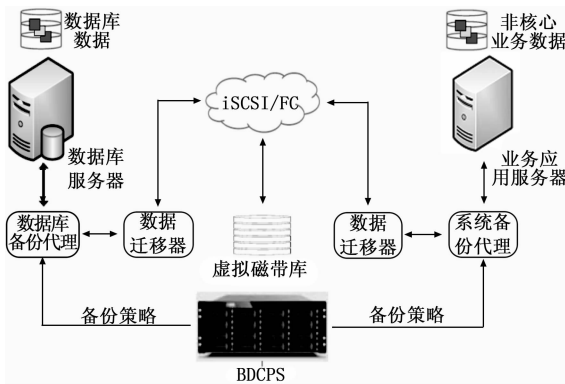 数据库
数据
非核心
业务数据
iSCSI/FC
数据库
服务器
业务应
用服务器
数据库
备份代理
数据
迁移器
虚拟磁带库
数据
迁移器
系统备
份代理
备份策略
备份策略
BDCPS